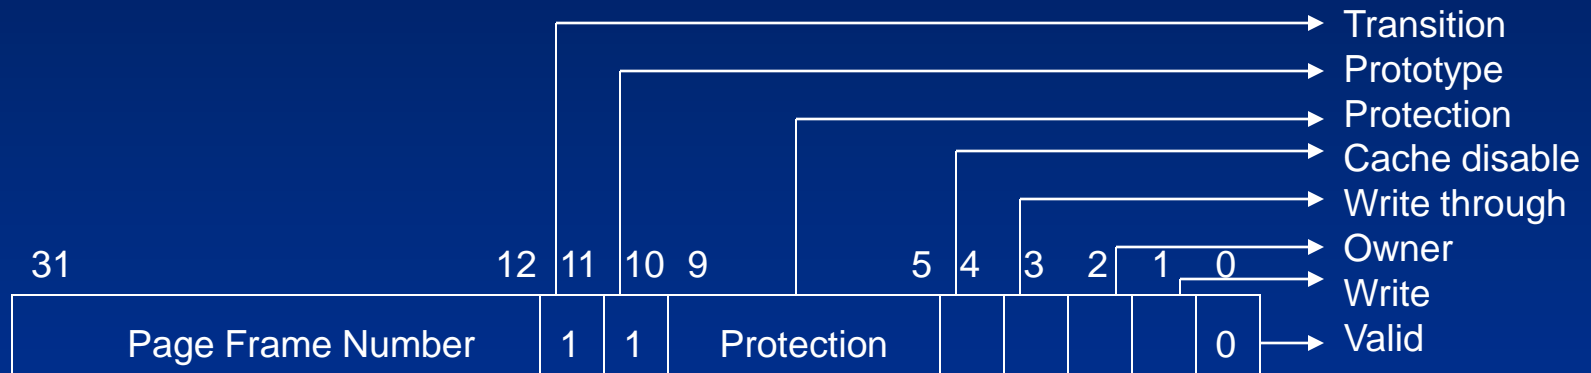 Transition
Prototype
Protection
Cache disable
Write through
Owner
Write
Valid
31 12 11 10 9 5 4 3 2 1 0
Page Frame Number 1 1 Protection 0